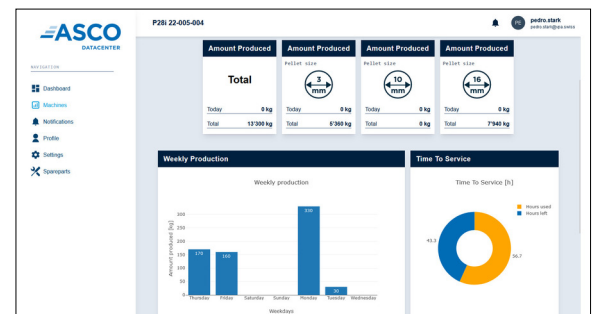 ASCO
DATACENTER
P28i 22-005-004
PE
pedro.stark
NAVIGATION
Dashboard
Machines
Notifications
Profile
Settings
Spareparts
Amount Produced
Total
Today 0 kg
Total 13'300 kg
Amount Produced
Pellet size
3
mm
Today 0 kg
Total 5'360 kg
Amount Produced
Pellet size
10
mm
Today 0 kg
Total 0 kg
Amount Produced
Pellet size
16
mm
Today 0 kg
Total 7'940 kg
Weekly Production
Weekly production
Amount produced [kg]
300
250
200
150
100
50
0
170
160
330
30
Thursday Friday Saturday Sunday Monday Tuesday Wednesday
Weekdays
Time To Service
Time To Service [h]
Hours used
Hours left
43.3
56.7